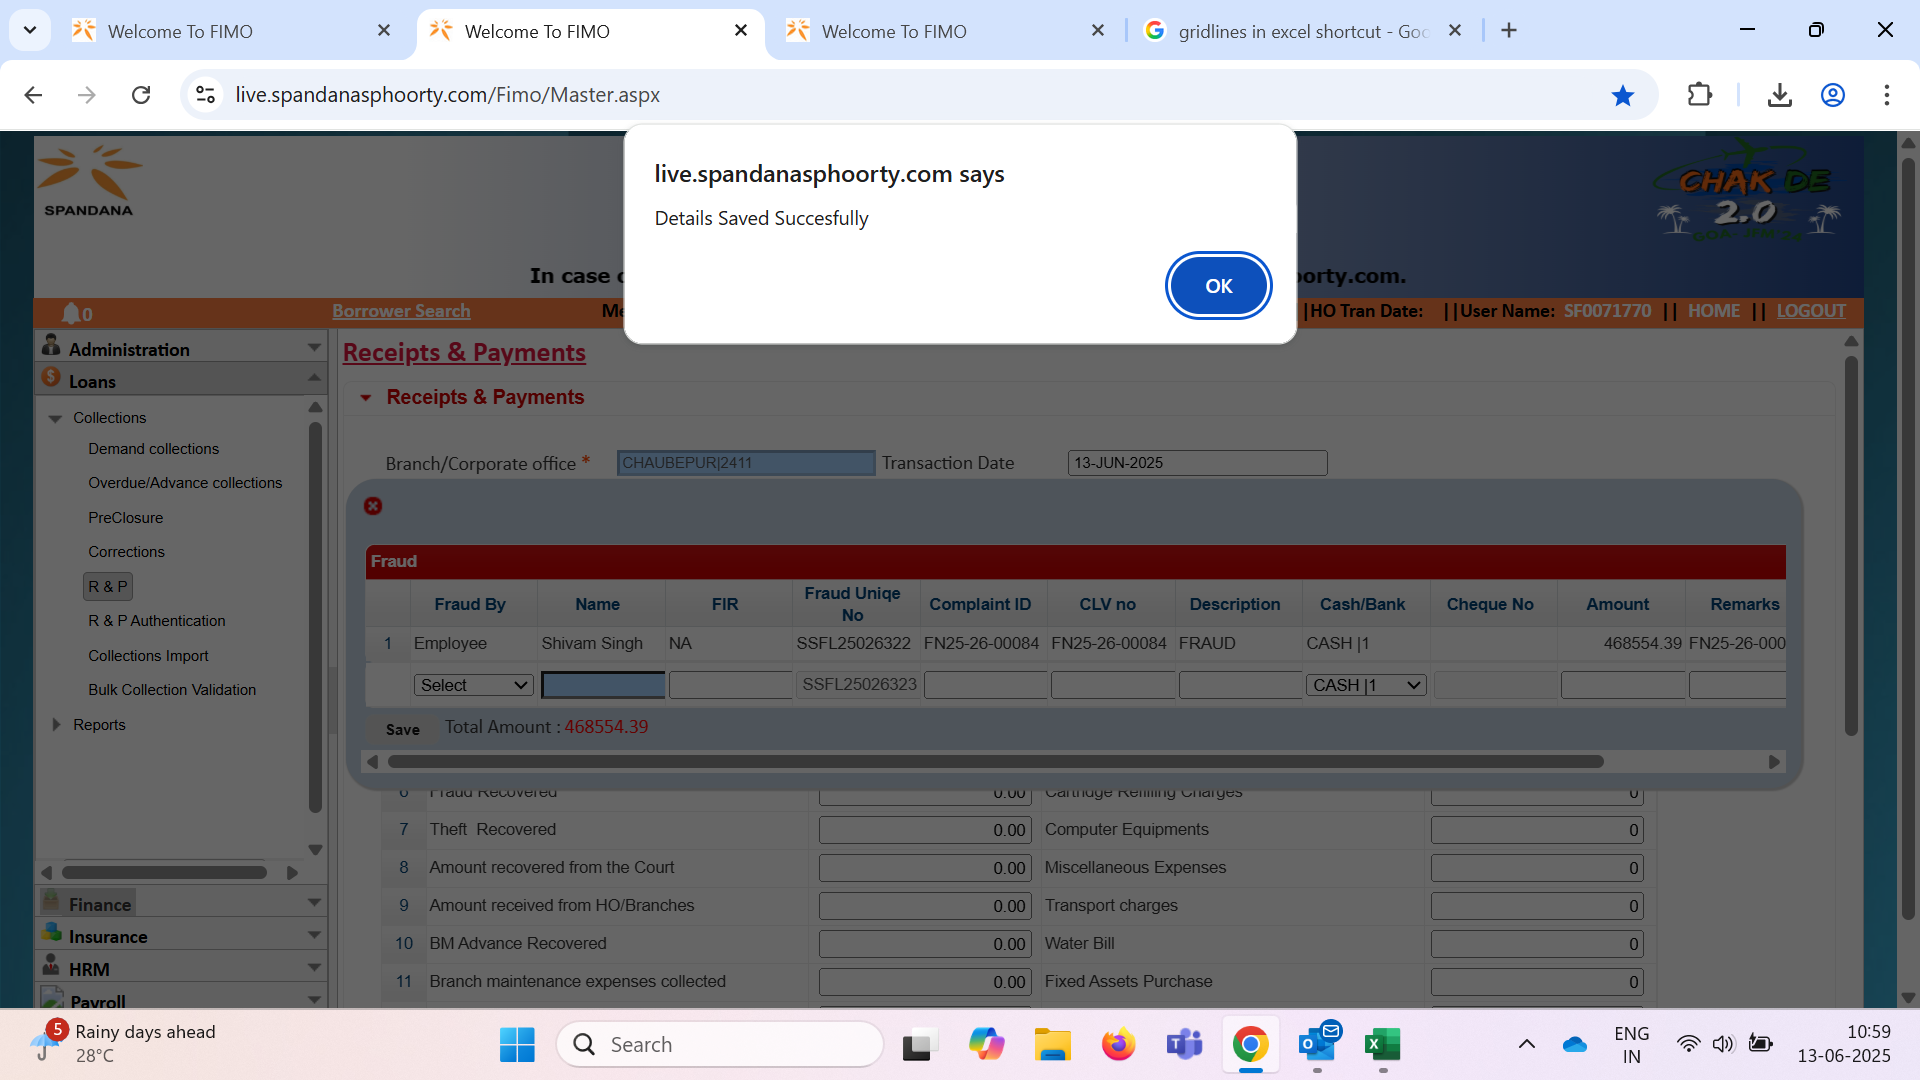 Welcome To FIMO
Welcome To FIMO
Welcome To FIMO
gridlines in excel shortcut - Goo
live.spandanasphoorty.com/Fimo/Master.aspx
live.spandanasphoorty.com says
Details Saved Succesfully
OK
SPANDANA
CHAK DE
2.0
In case
orty.com.
0
Borrower Search
Me
|HO Tran Date: ||User Name: SF0071770 || HOME || LOGOUT
Administration
Loans
Collections
Demand collections
Overdue/Advance collections
PreClosure
Corrections
R & P
R & P Authentication
Collections Import
Bulk Collection Validation
Reports
Finance
Insurance
HRM
Payroll
Receipts & Payments
Receipts & Payments
Branch/Corporate office * CHAUBEPUR|2411 Transaction Date 13-JUN-2025
Fraud
Fraud By Name FIR Fraud Uniqe No Complaint ID CLV no Description Cash/Bank Cheque No Amount Remarks
1 Employee Shivam Singh NA SSFL25026322 FN25-26-00084 FN25-26-00084 FRAUD CASH |1 468554.39 FN25-26-000
Select SSFL25026323 CASH |1
Save Total Amount : 468554.39
6 Fraud Recovered 0.00 Cartridge Refilling Charges 0
7 Theft Recovered 0.00 Computer Equipments 0
8 Amount recovered from the Court 0.00 Miscellaneous Expenses 0
9 Amount received from HO/Branches 0.00 Transport charges 0
10 BM Advance Recovered 0.00 Water Bill 0
11 Branch maintenance expenses collected 0.00 Fixed Assets Purchase 0
5
Rainy days ahead
28°C
Search
ENG
IN
10:59
13-06-2025